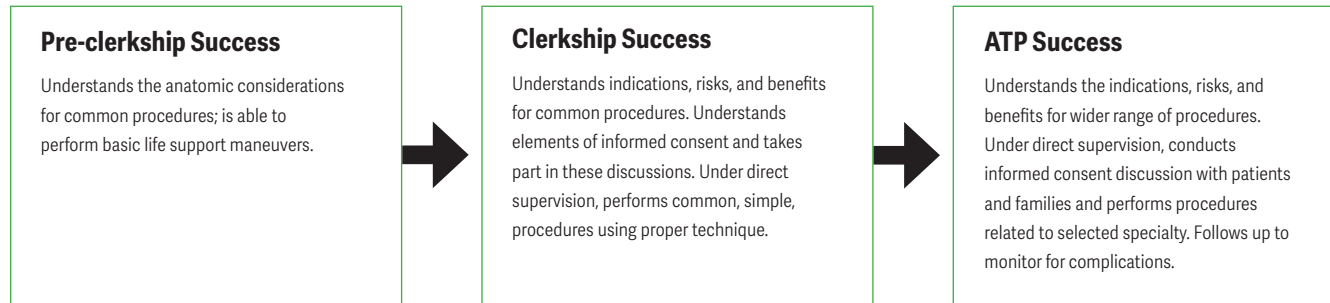 Pre-clerkship Success
Understands the anatomic considerations
for common procedures; is able to
perform basic life support maneuvers.
Clerkship Success
Understands indications, risks, and benefits
for common procedures. Understands
elements of informed consent and takes
part in these discussions. Under direct
supervision, performs common, simple,
procedures using proper technique.
ATP Success
Understands the indications, risks, and
benefits for wider range of procedures.
Under direct supervision, conducts
informed consent discussion with patients
and families and performs procedures
related to selected specialty. Follows up to
monitor for complications.